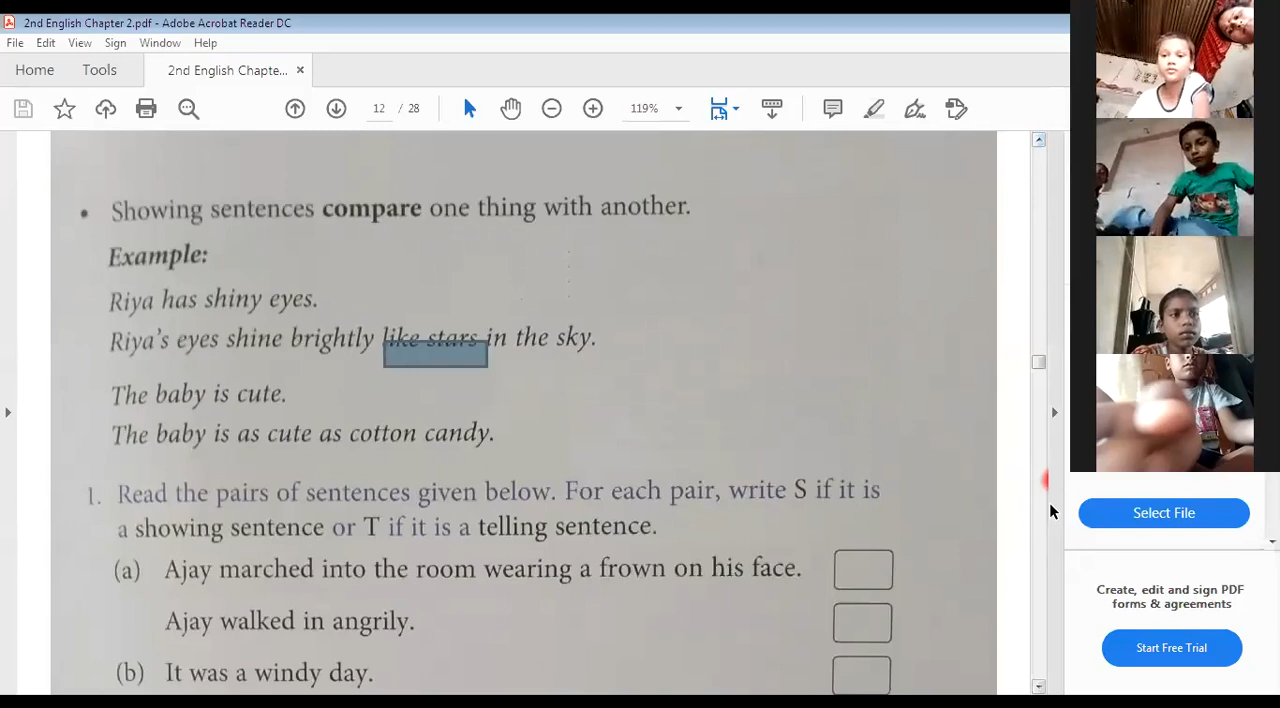 2nd English Chapter 2.pdf - Adobe Acrobat Reader DC
File Edit View Sign Window Help
Home Tools 2nd English Chapte... ×
12 / 28 119%
• Showing sentences compare one thing with another.
Example:
Riya has shiny eyes.
Riya's eyes shine brightly like stars in the sky.
The baby is cute.
The baby is as cute as cotton candy.
1. Read the pairs of sentences given below. For each pair, write S if it is
a showing sentence or T if it is a telling sentence.
(a) Ajay marched into the room wearing a frown on his face.
Ajay walked in angrily.
(b) It was a windy day.
Select File
Create, edit and sign PDF
forms & agreements
Start Free Trial